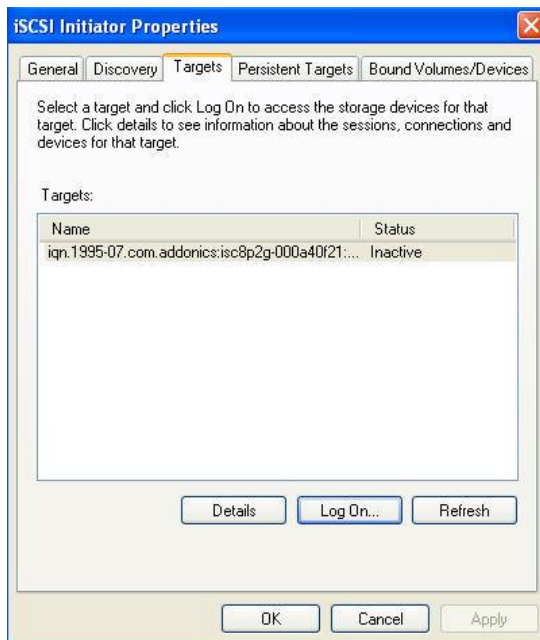 iSCSI Initiator Properties
General Discovery Targets Persistent Targets Bound Volumes/Devices
Select a target and click Log On to access the storage devices for that
target. Click details to see information about the sessions, connections and
devices for that target.
Targets:
Name Status
iqn.1995-07.com.addonics:isc8p2g-000a40f21:... Inactive
Details Log On... Refresh
OK Cancel Apply